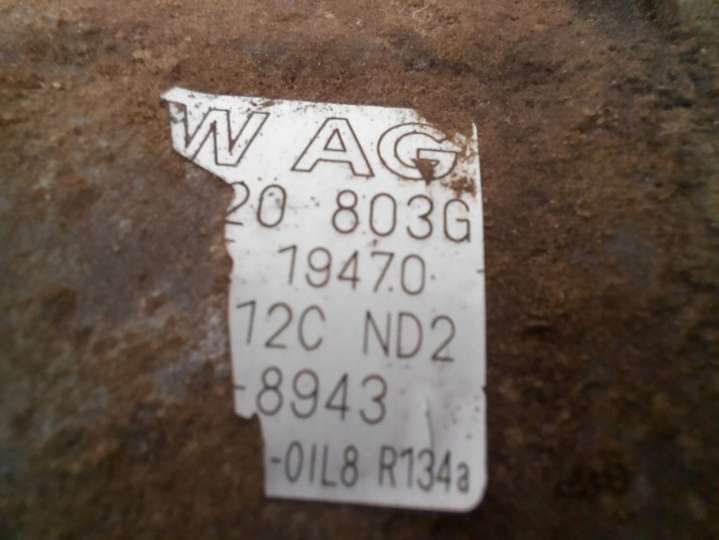 W AG
20 803G
19470
72C ND2
-8943
-OIL8 R134a